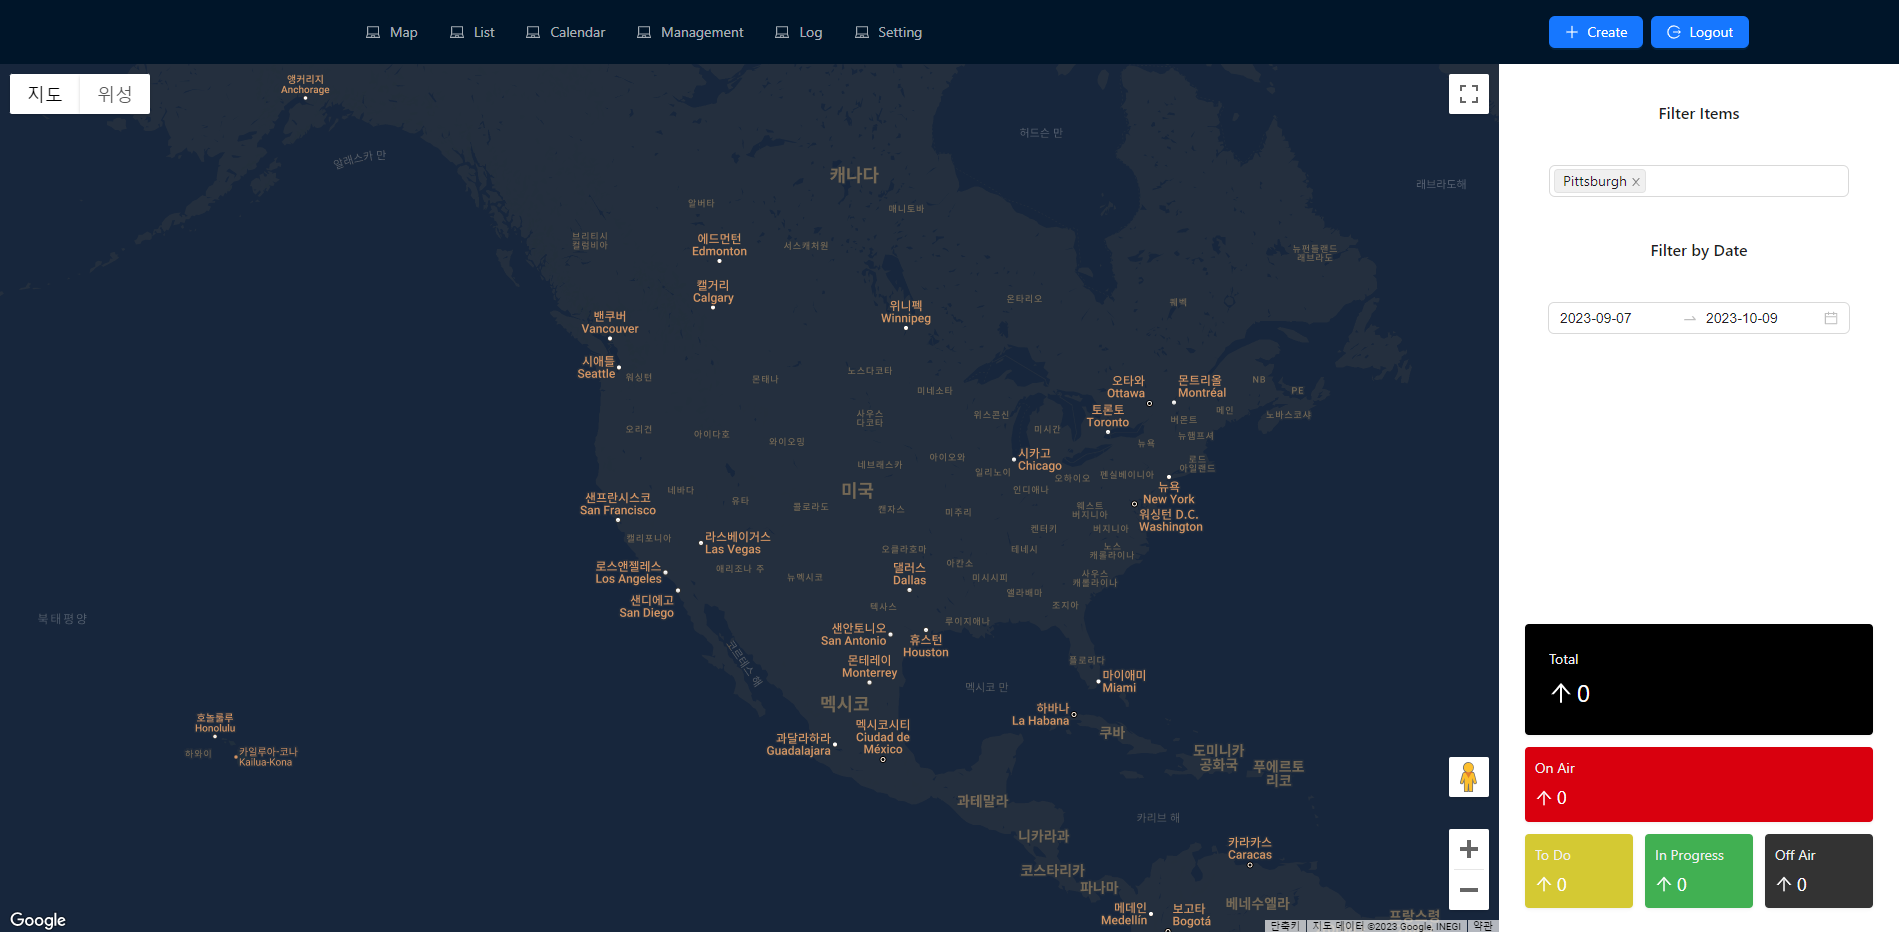 Map
List
Calendar
Management
Log
Setting
Create
Logout
지도
위성
앵커리지
Anchorage
허드슨 만
알래스카 만
캐나다
래브라도해
알버타
매니토바
브리티시
컬럼비아
에드먼턴
Edmonton
서스캐처원
뉴펀들랜드
래브라도
캘거리
Calgary
온타리오
퀘벡
위니펙
Winnipeg
밴쿠버
Vancouver
시애틀
Seattle
워싱턴
몬태나
노스다코타
미네소타
오타와
Ottawa
몬트리올
Montréal
NB
PE
사우스
다코타
위스콘신
토론토
Toronto
메인
버몬트
노바스코샤
오리건
아이다호
와이오밍
미시간
뉴욕
뉴햄프셔
시카고
Chicago
네브래스카
아이오와
일리노이
오하이오
펜실베이니아
로드
아일랜드
미국
네바다
유타
콜로라도
캔자스
미주리
인디애나
뉴욕
New York
샌프란시스코
San Francisco
웨스트
버지니아
워싱턴 D.C.
Washington
켄터키
버지니아
캘리포니아
라스베이거스
Las Vegas
오클라호마
테네시
노스
캐롤라이나
로스앤젤레스
Los Angeles
애리조나 주
뉴멕시코
댈러스
Dallas
아칸소
미시시피
사우스
캐롤라이나
샌디에고
San Diego
텍사스
앨라배마
조지아
루이지애나
북태평양
샌안토니오
San Antonio
휴스턴
Houston
코르테스 해
몬테레이
Monterrey
플로리다
마이애미
Miami
멕시코 만
멕시코
하바나
La Habana
호놀룰루
Honolulu
하와이
카일루아-코나
Kailua-Kona
과달라하라
Guadalajara
멕시코시티
Ciudad de
México
쿠바
도미니카
공화국
푸에르토
리코
과테말라
카리브 해
니카라과
카라카스
Caracas
코스타리카
파나마
메데인
Medellín
보고타
Bogotá
베네수엘라
프랑스령
Google
단축키
지도 데이터 ©2023 Google, INEGI
약관
Filter Items
Pittsburgh
Filter by Date
2023-09-07
2023-10-09
Total
0
On Air
0
To Do
0
In Progress
0
Off Air
0